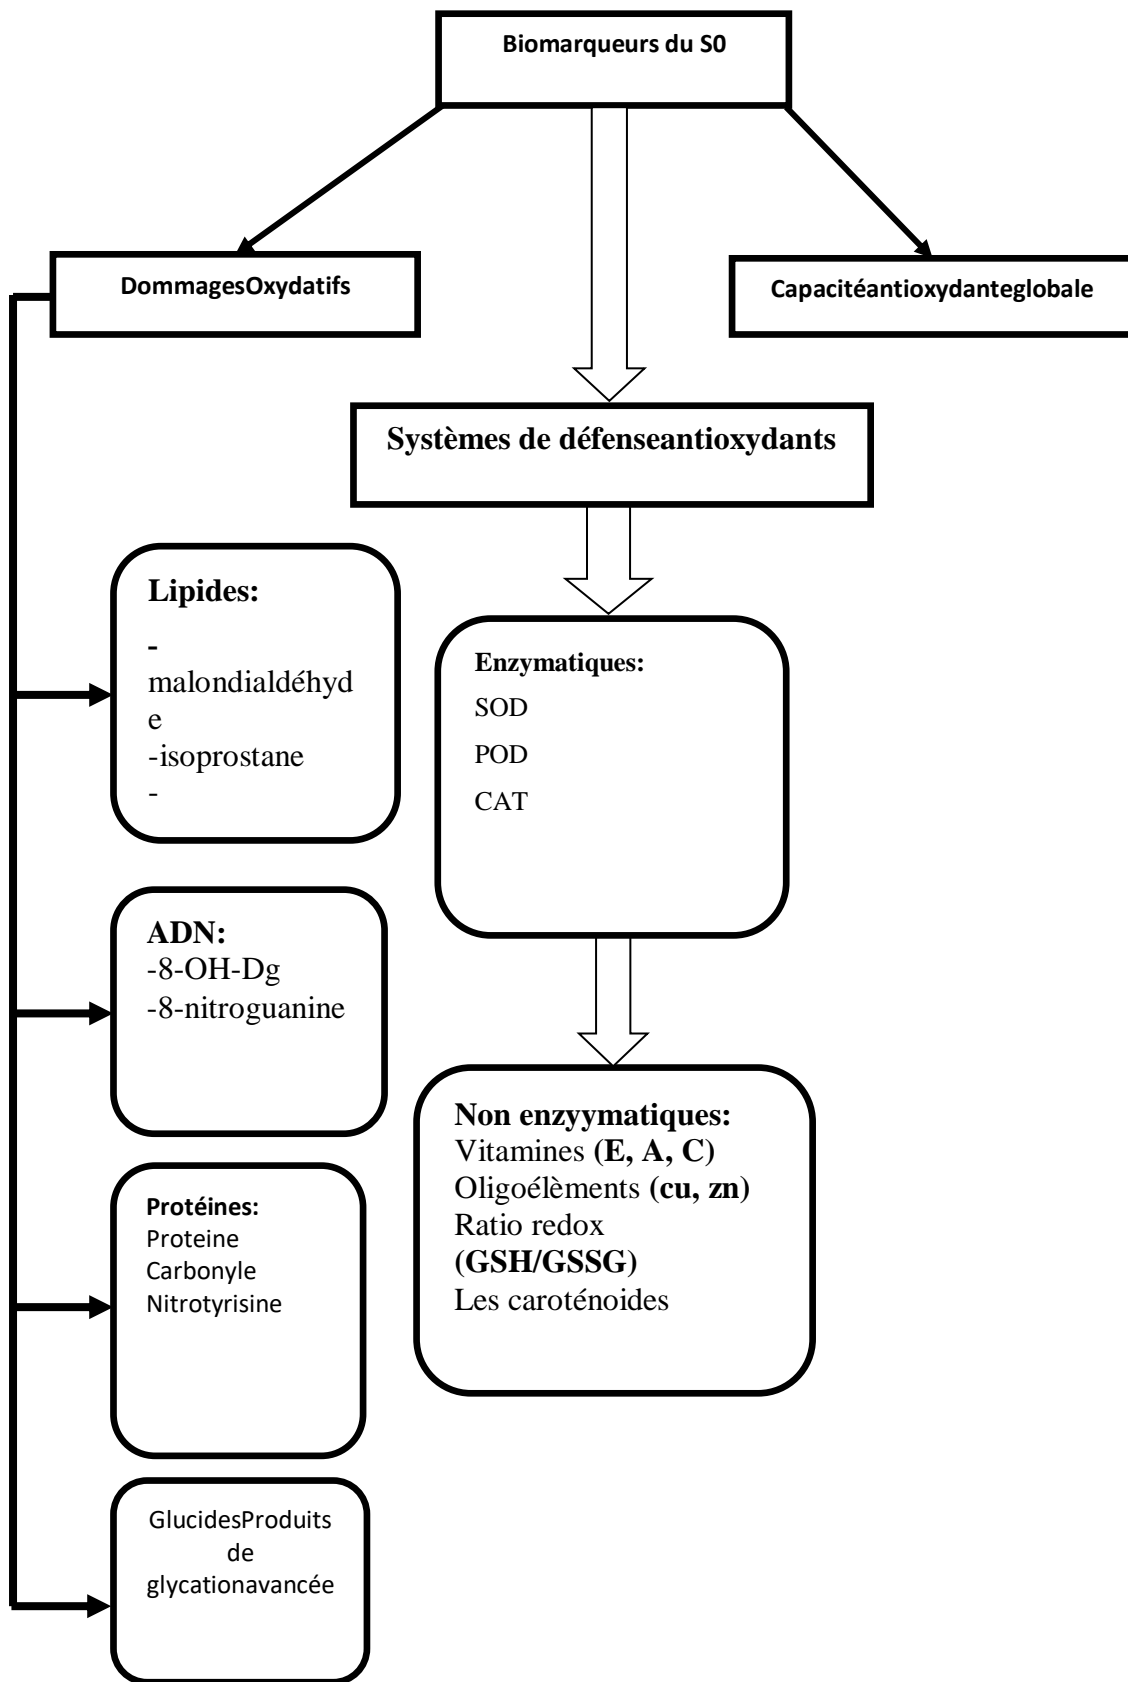 Biomarqueurs du S0
DommagesOxydatifs
Capacitéantioxydanteglobale
Systèmes de défenseantioxydants
Lipides:
-
malondialdéhyd
e
-isoprostane
-
Enzymatiques:
SOD
POD
CAT
ADN:
-8-OH-Dg
-8-nitroguanine
Non enzyymatiques:
Vitamines (E, A, C)
Oligoélèments (cu, zn)
Ratio redox
(GSH/GSSG)
Les caroténoides
Protéines:
Proteine
Carbonyle
Nitrotyrisine
GlucidesProduits
de
glycationavancée